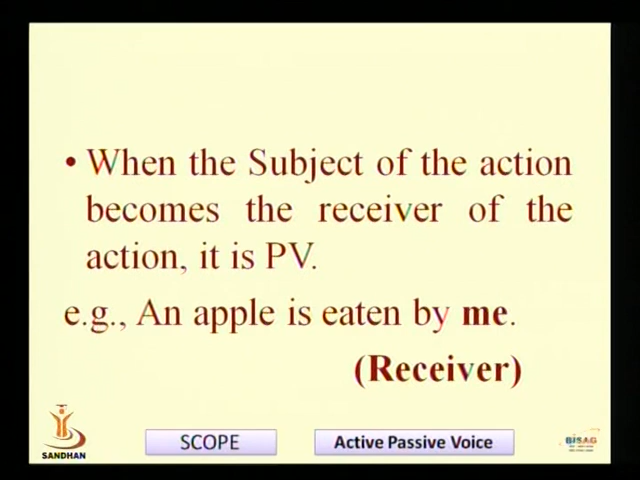 • When the Subject of the action
becomes the receiver of the
action, it is PV.
e.g., An apple is eaten by me.
(Receiver)
SANDHAN
SCOPE
Active Passive Voice
BISAG